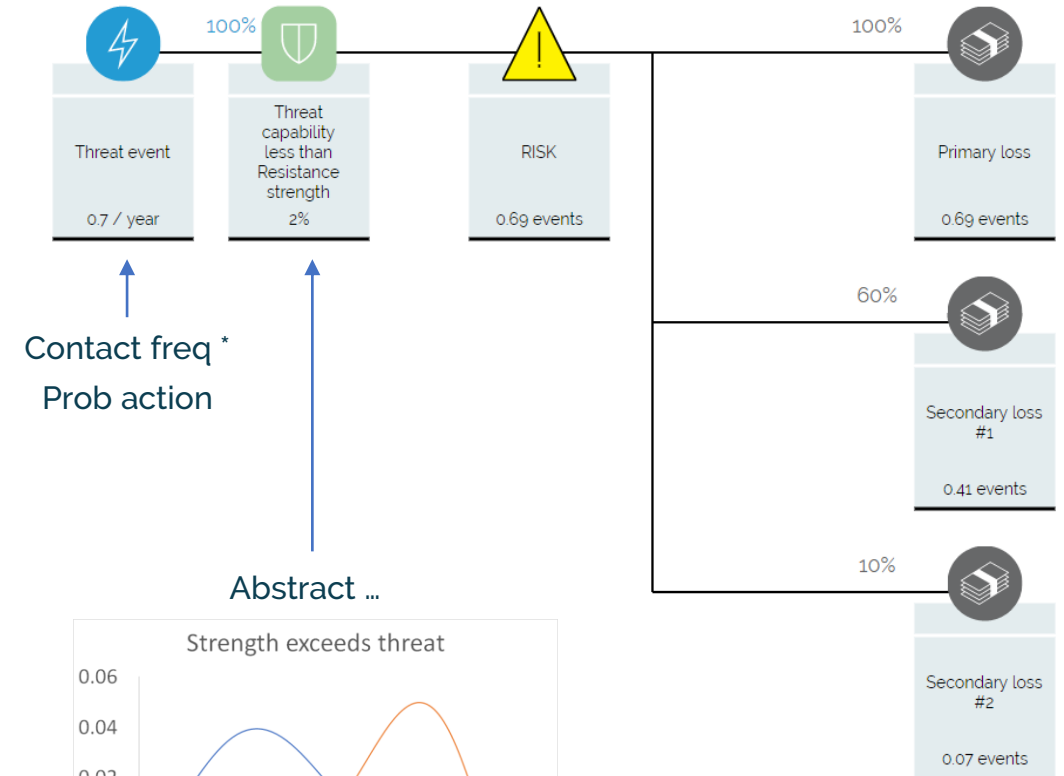 100%
100%
Threat event
0.7 / year
Threat
capability
less than
Resistance
strength
2%
!
RISK
0.69 events
Primary loss
0.69 events
Contact freq *
Prob action
60%
Secondary loss
#1
0.41 events
Abstract ...
10%
Secondary loss
#2
0.07 events
Strength exceeds threat
0.06
0.04
0.02